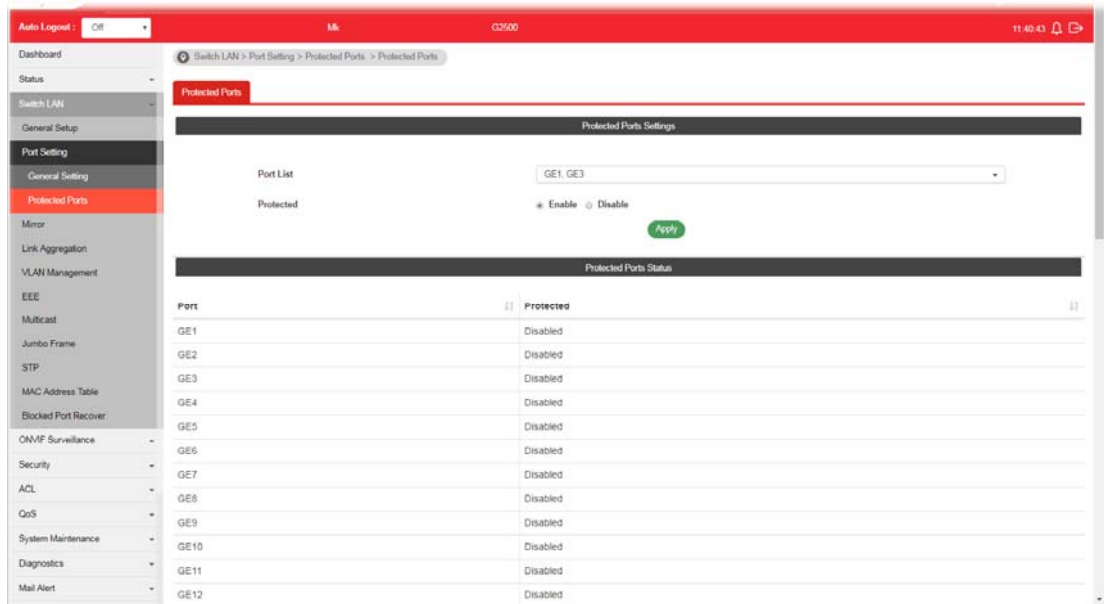 Auto Logout : Off Mk G2500 11:40:43
Dashboard
Status
Switch LAN
General Setup
Port Setting
General Setting
Protected Ports
Mirror
Link Aggregation
VLAN Management
EEE
Multicast
Jumbo Frame
STP
MAC Address Table
Blocked Port Recover
ONVIF Surveillance
Security
ACL
QoS
System Maintenance
Diagnostics
Mail Alert
Switch LAN > Port Setting > Protected Ports > Protected Ports
Protected Ports
Protected Ports Settings
Port List GE1, GE3
Protected Enable Disable
Apply
Protected Ports Status
Port Protected
GE1 Disabled
GE2 Disabled
GE3 Disabled
GE4 Disabled
GE5 Disabled
GE6 Disabled
GE7 Disabled
GE8 Disabled
GE9 Disabled
GE10 Disabled
GE11 Disabled
GE12 Disabled